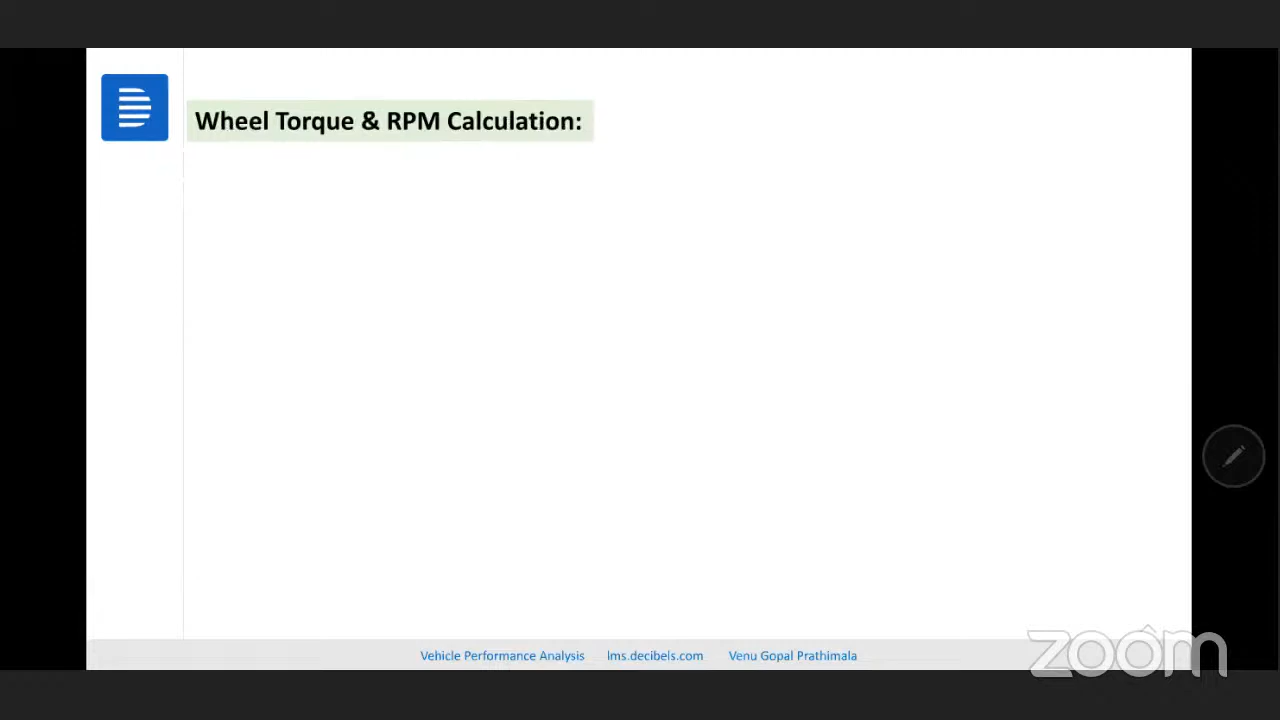 Wheel Torque & RPM Calculation:
Vehicle Performance Analysis lms.decibels.com Venu Gopal Prathimala
zoom